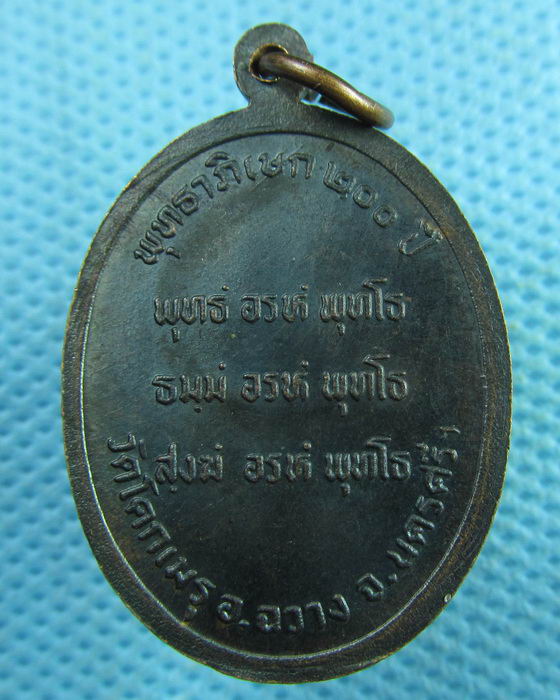 พุทธาภิเษก ๒๐๐ ปี
พุทธํ อรหํ พุทโธ
ธมฺมํ อรหํ พุทโธ
สงฺฆํ อรหํ พุทโธ
วัดโคกเมรุ อ.ฉวาง จ.นครศรีฯ